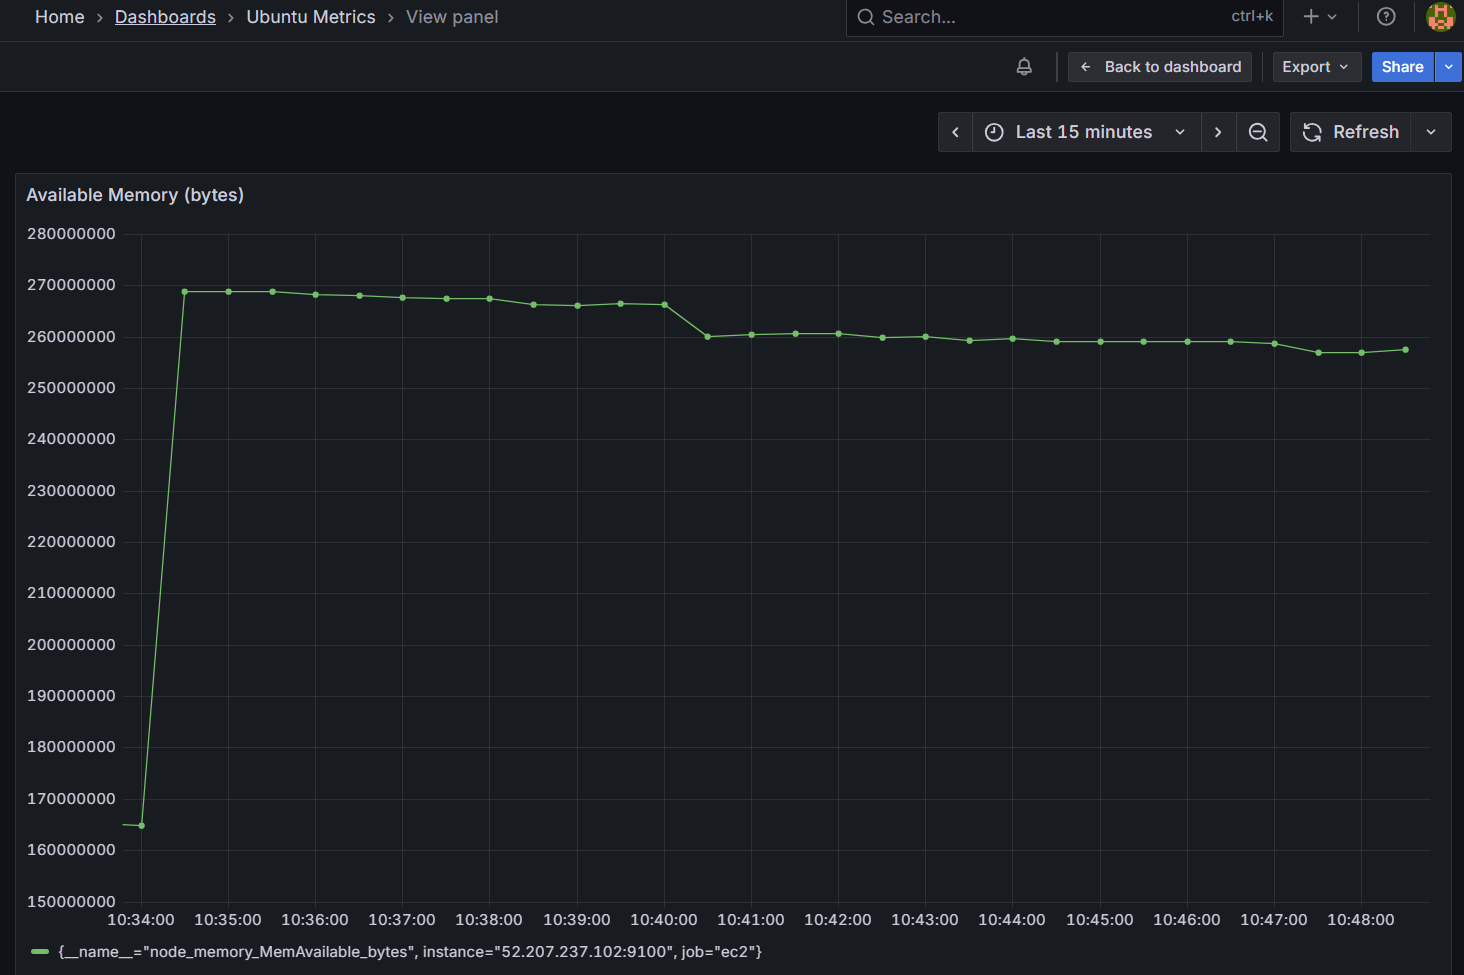 Home › Dashboards › Ubuntu Metrics › View panel
Search... ctrl+k
Back to dashboard
Export
Share
Last 15 minutes
Refresh
Available Memory (bytes)
280000000
270000000
260000000
250000000
240000000
230000000
220000000
210000000
200000000
190000000
180000000
170000000
160000000
150000000
10:34:00 10:35:00 10:36:00 10:37:00 10:38:00 10:39:00 10:40:00 10:41:00 10:42:00 10:43:00 10:44:00 10:45:00 10:46:00 10:47:00 10:48:00
{__name__="node_memory_MemAvailable_bytes", instance="52.207.237.102:9100", job="ec2"}